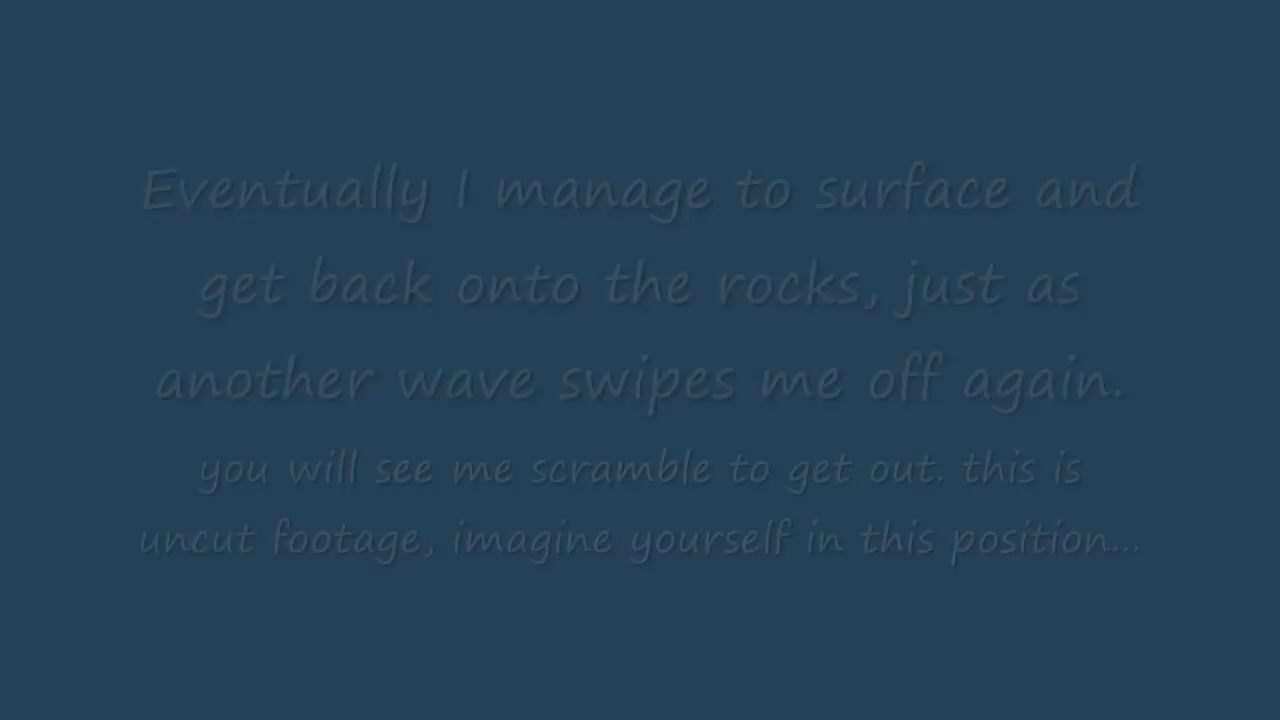 Eventually I manage to surface and
get back onto the rocks, just as
another wave swipes me off again.
you will see me scramble to get out. this is
uncut footage, imagine yourself in this position...